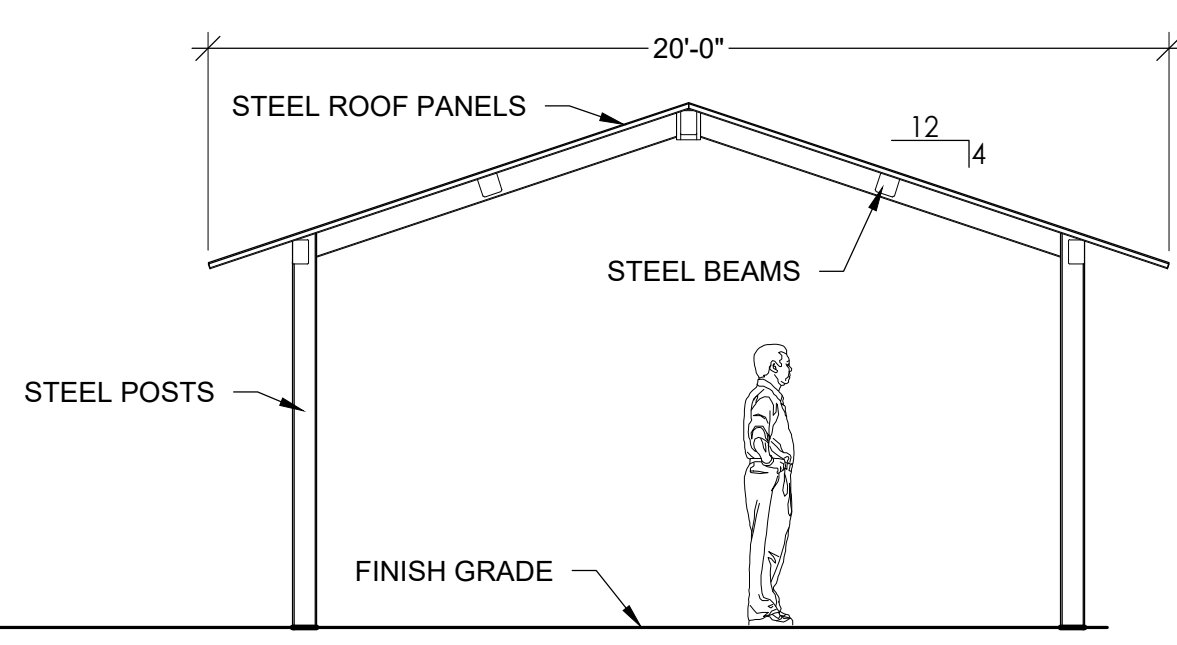 20'-0"
STEEL ROOF PANELS
12
4
STEEL BEAMS
STEEL POSTS
FINISH GRADE